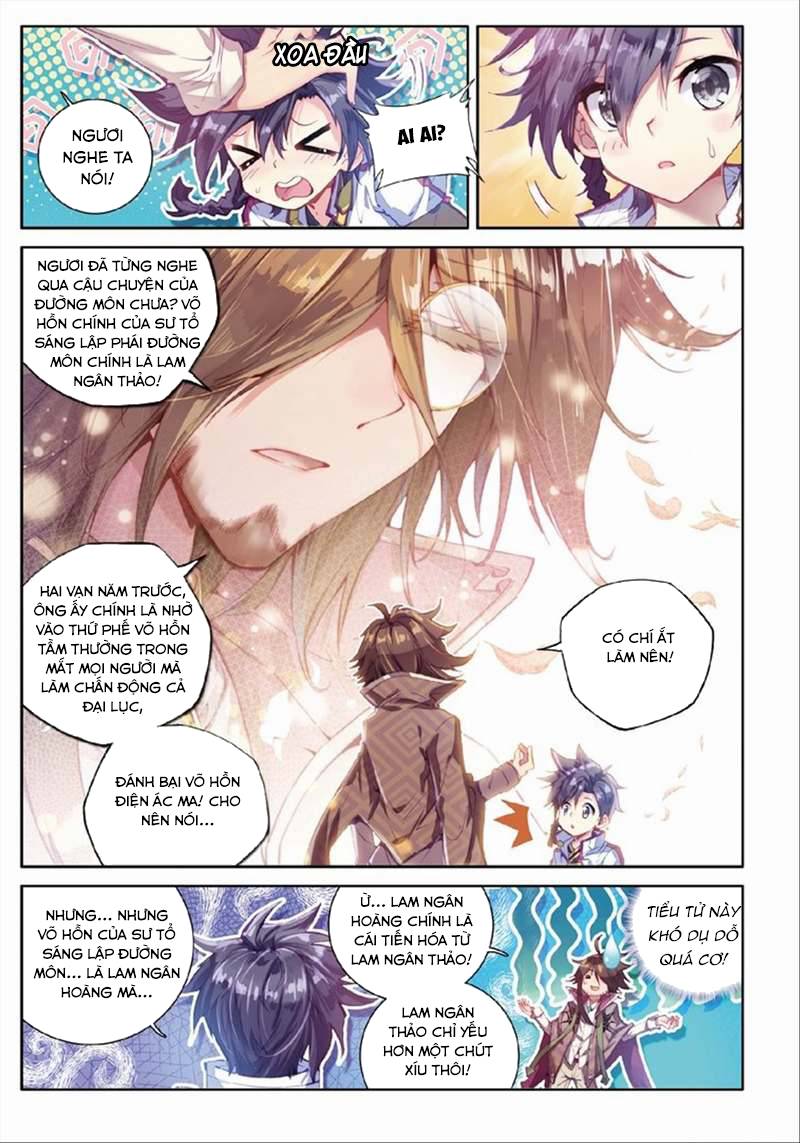 XOA ĐẦU
NGƯƠI
NGHE TA
NÓI!
AI AI?
NGƯƠI ĐÃ TỪNG NGHE
QUA CẬU CHUYỆN CỦA
ĐƯỜNG MÔN CHƯA? VÕ
HỒN CHÍNH CỦA SƯ TỔ
SÁNG LẬP PHÁI ĐƯỜNG
MÔN CHÍNH LÀ LAM
NGÂN THẢO!
HAI VẠN NĂM TRƯỚC,
ÔNG ẤY CHÍNH LÀ NHỜ
VÀO THỨ PHẾ VÕ HỒN
TẦM THƯỜNG TRONG
MẮT MỌI NGƯỜI MÀ
LÀM CHẤN ĐỘNG CẢ
ĐẠI LỤC,
CÓ CHÍ ẮT
LÀM NÊN!
ĐÁNH BẠI VÕ HỒN
ĐIỆN ÁC MA! CHO
NÊN NÓI...
NHƯNG... NHƯNG
VÕ HỒN CỦA SƯ TỔ
SÁNG LẬP ĐƯỜNG
MÔN... LÀ LAM NGÂN
HOÀNG MÀ...
Ừ... LAM NGÂN
HOÀNG CHÍNH LÀ
CÁI TIẾN HÓA TỪ
LAM NGÂN THẢO!
LAM NGÂN
THẢO CHỈ YẾU
HƠN MỘT CHÚT
XÍU THÔI!
TIỂU TỬ NÀY
KHÓ DỤ DỖ
QUÁ CƠ!